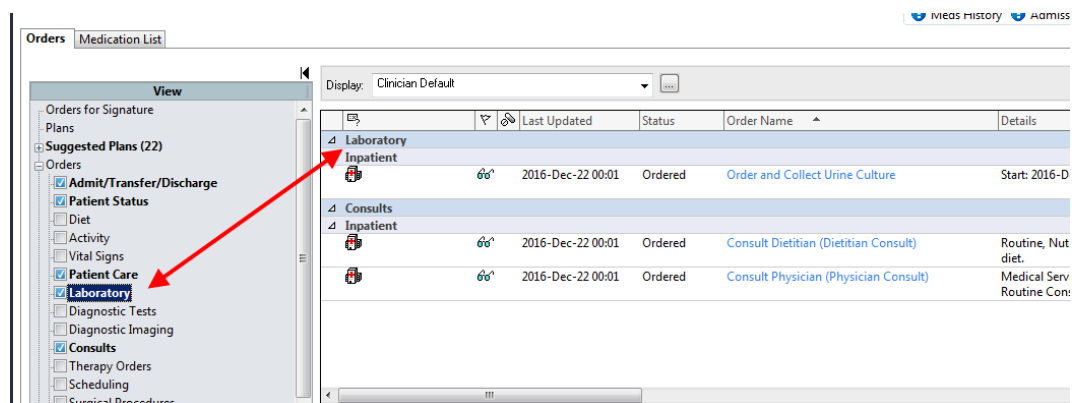 Meds History Admiss
Orders Medication List
View
Orders for Signature
Plans
Suggested Plans (22)
Orders
Admit/Transfer/Discharge
Patient Status
Diet
Activity
Vital Signs
Patient Care
Laboratory
Diagnostic Tests
Diagnostic Imaging
Consults
Therapy Orders
Scheduling
Surgical Procedures
Display: Clinician Default ...
Last Updated Status Order Name Details
Laboratory
Inpatient
2016-Dec-22 00:01 Ordered Order and Collect Urine Culture Start: 2016-D
Consults
Inpatient
2016-Dec-22 00:01 Ordered Consult Dietitian (Dietitian Consult) Routine, Nut
diet.
2016-Dec-22 00:01 Ordered Consult Physician (Physician Consult) Medical Serv
Routine Cons